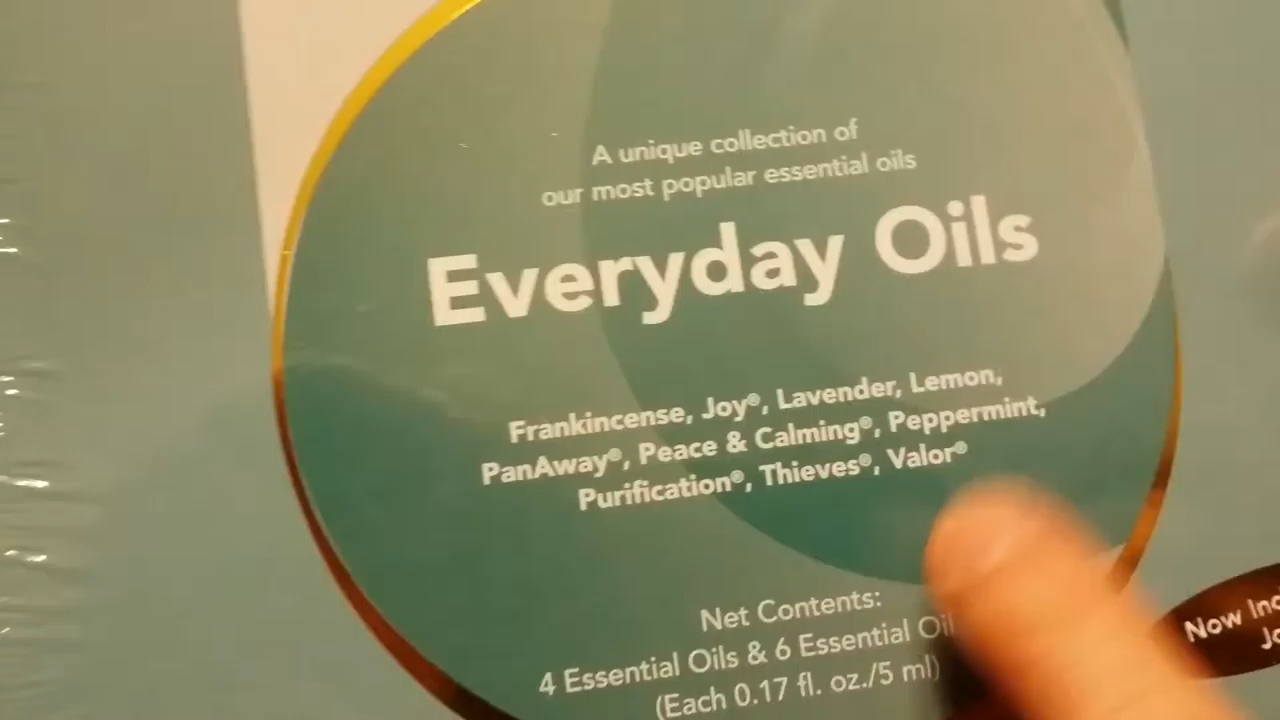 A unique collection of
our most popular essential oils
Everyday Oils
Frankincense, Joy®, Lavender, Lemon,
PanAway®, Peace & Calming®, Peppermint,
Purification®, Thieves®, Valor®
Net Contents:
4 Essential Oils & 6 Essential Oil
(Each 0.17 fl. oz./5 ml)
Now